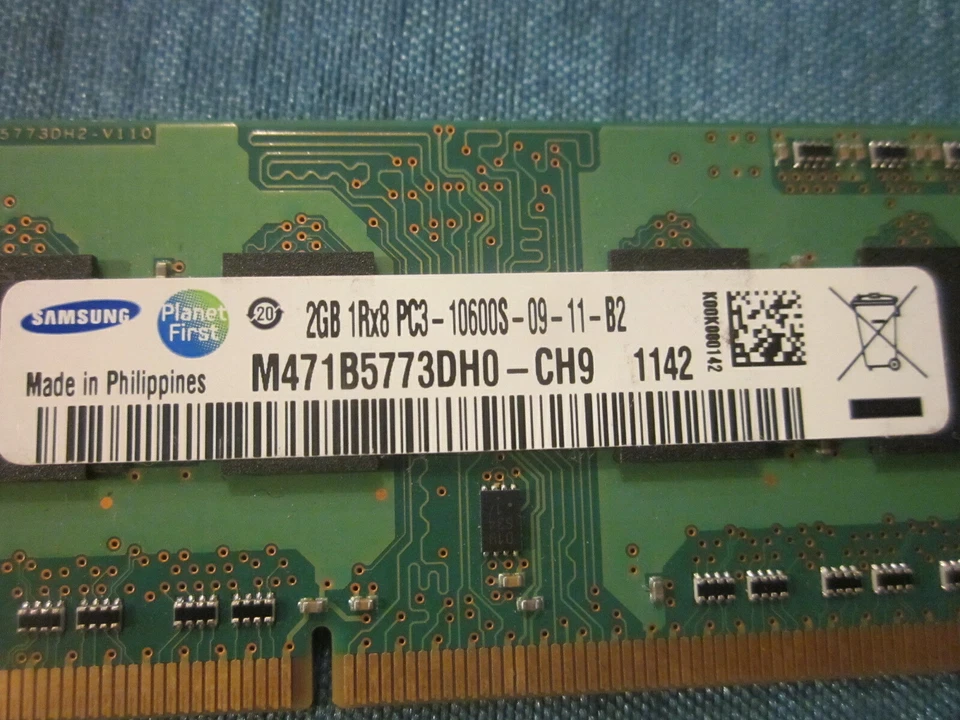 5773DH2-V110
SAMSUNG
Planet
First
20
2GB 1Rx8 PC3-10600S-09-11-B2
M471B5773DH0-CH9 1142
Made in Philippines
K00K000142